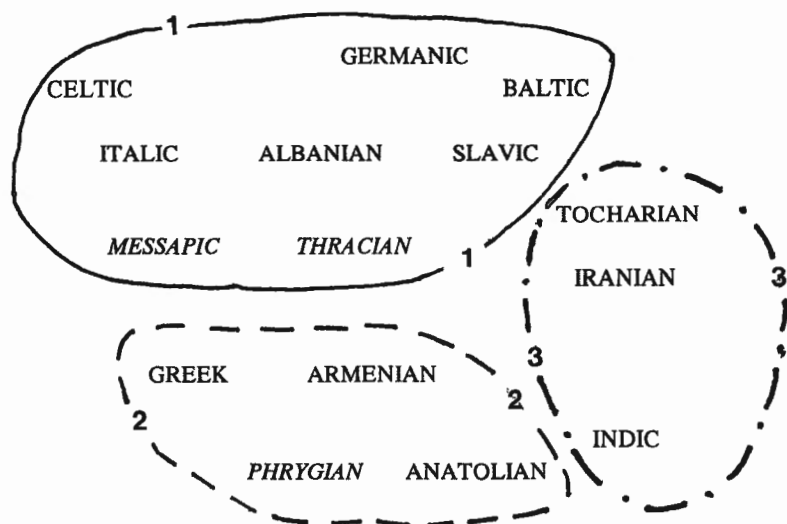 1
GERMANIC
CELTIC BALTIC
ITALIC ALBANIAN SLAVIC
TOCHARIAN
MESSAPIC THRACIAN 1
IRANIAN 3
3
GREEK ARMENIAN
2 2
INDIC
PHRYGIAN ANATOLIAN